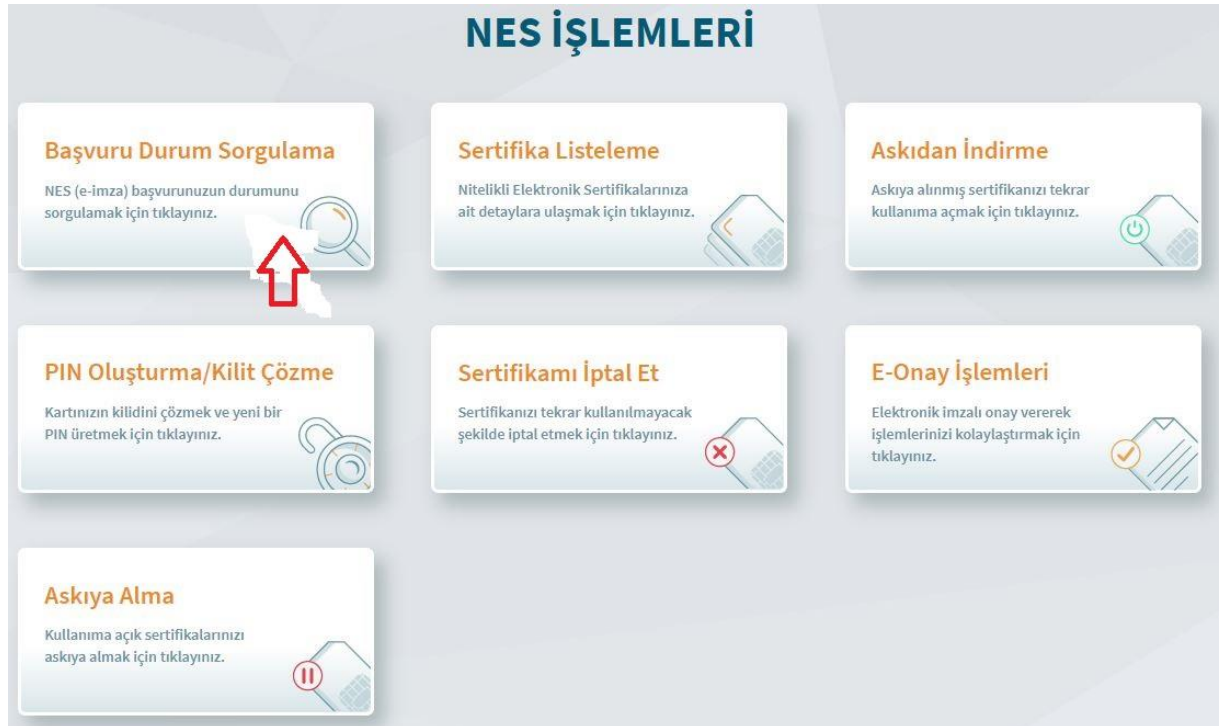 NES İŞLEMLERİ
Başvuru Durum Sorgulama
NES (e-imza) başvurunuzun durumunu
sorgulamak için tıklayınız.
Sertifika Listeleme
Nitelikli Elektronik Sertifikalarınıza
ait detaylara ulaşmak için tıklayınız.
Askıdan İndirme
Askıya alınmış sertifikanızı tekrar
kullanıma açmak için tıklayınız.
PIN Oluşturma/Kilit Çözme
Kartınızın kilidini çözmek ve yeni bir
PIN üretmek için tıklayınız.
Sertifikamı İptal Et
Sertifikanızı tekrar kullanılmayacak
şekilde iptal etmek için tıklayınız.
E-Onay İşlemleri
Elektronik imzalı onay vererek
işlemlerinizi kolaylaştırmak için
tıklayınız.
Askıya Alma
Kullanıma açık sertifikalarınızı
askıya almak için tıklayınız.